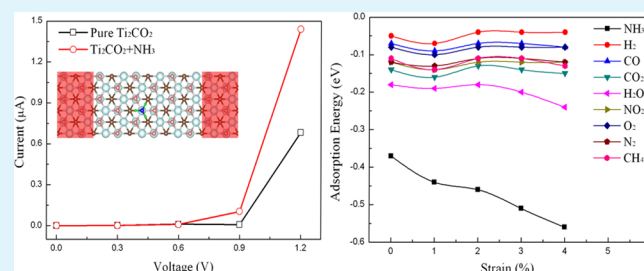 Pure Ti₂CO₂
Ti₂CO₂+NH₃
Current (μA)
1.5
1.2
0.9
0.6
0.3
0.0
0.0 0.3 0.6 0.9 1.2
Voltage (V)
Adsorption Energy (eV)
0.0
-0.1
-0.2
-0.3
-0.4
-0.5
-0.6
0 1 2 3 4 5
Strain (%)
NH₃
H₂
CO
CO₂
H₂O
NO₂
O₂
N₂
CH₄